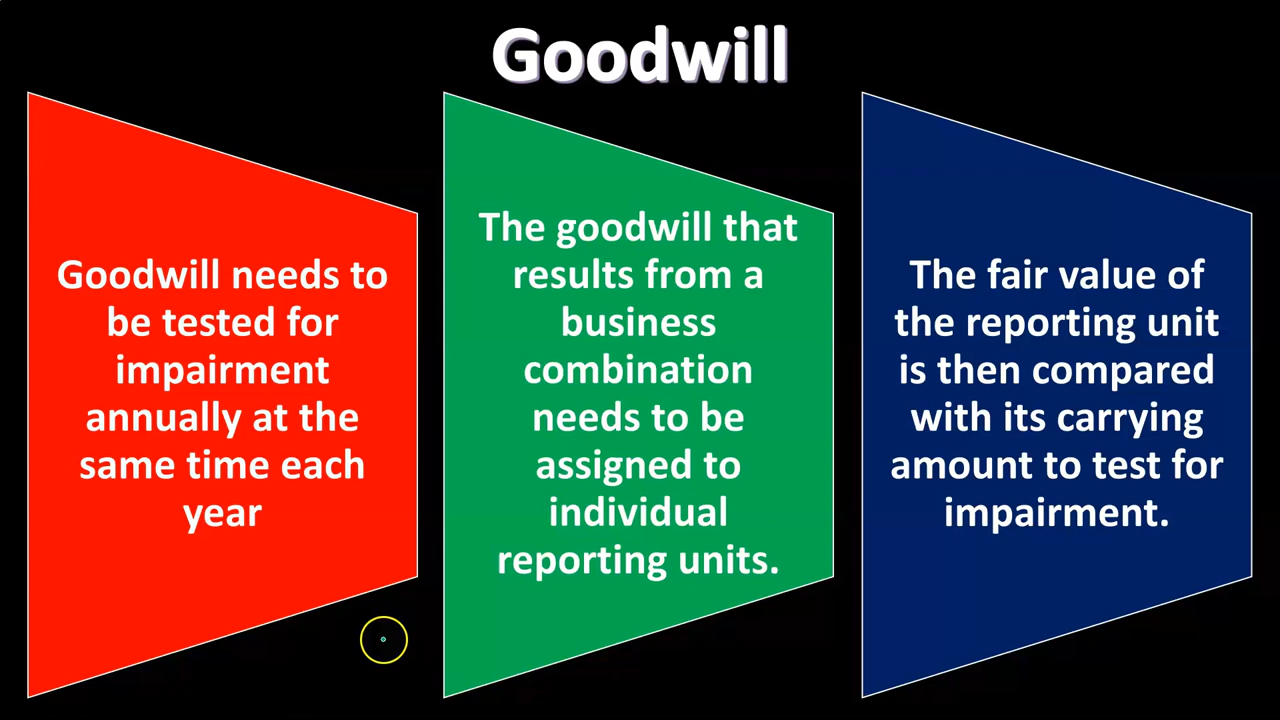 Goodwill
Goodwill needs to
be tested for
impairment
annually at the
same time each
year
The goodwill that
results from a
business
combination
needs to be
assigned to
individual
reporting units.
The fair value of
the reporting unit
is then compared
with its carrying
amount to test for
impairment.